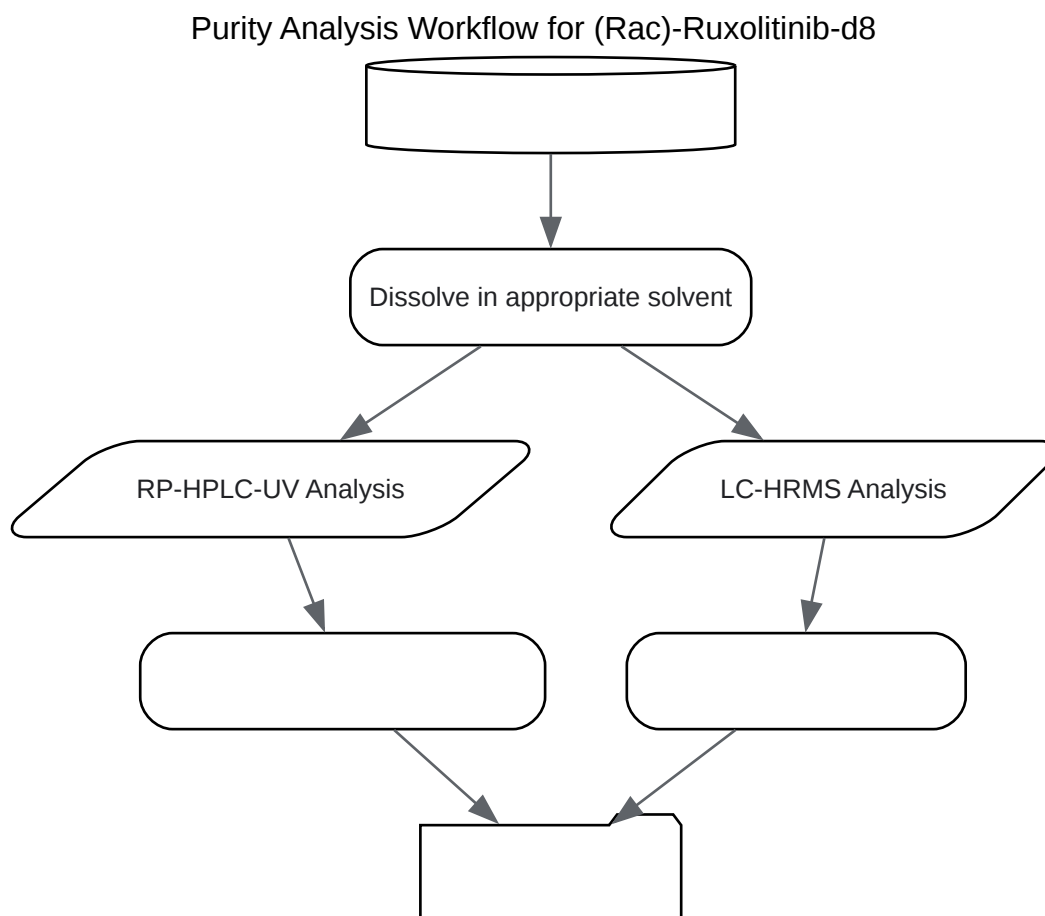 Purity Analysis Workflow for (Rac)-Ruxolitinib-d8
Dissolve in appropriate solvent
RP-HPLC-UV Analysis
LC-HRMS Analysis